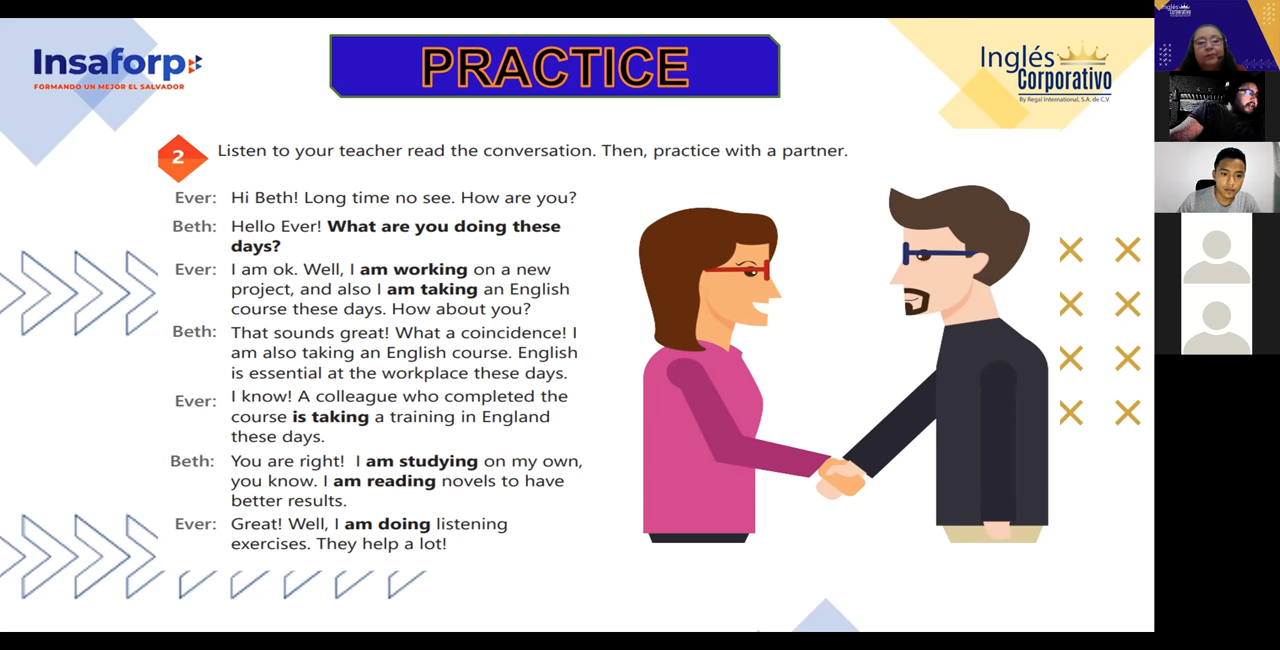 Insaforp
FORMANDO UN MEJOR EL SALVADOR
PRACTICE
Inglés
Corporativo
By Regal International, S.A. de C.V.
2 Listen to your teacher read the conversation. Then, practice with a partner.
Ever: Hi Beth! Long time no see. How are you?
Beth: Hello Ever! What are you doing these
days?
Ever: I am ok. Well, I am working on a new
project, and also I am taking an English
course these days. How about you?
Beth: That sounds great! What a coincidence! I
am also taking an English course. English
is essential at the workplace these days.
Ever: I know! A colleague who completed the
course is taking a training in England
these days.
Beth: You are right! I am studying on my own,
you know. I am reading novels to have
better results.
Ever: Great! Well, I am doing listening
exercises. They help a lot!